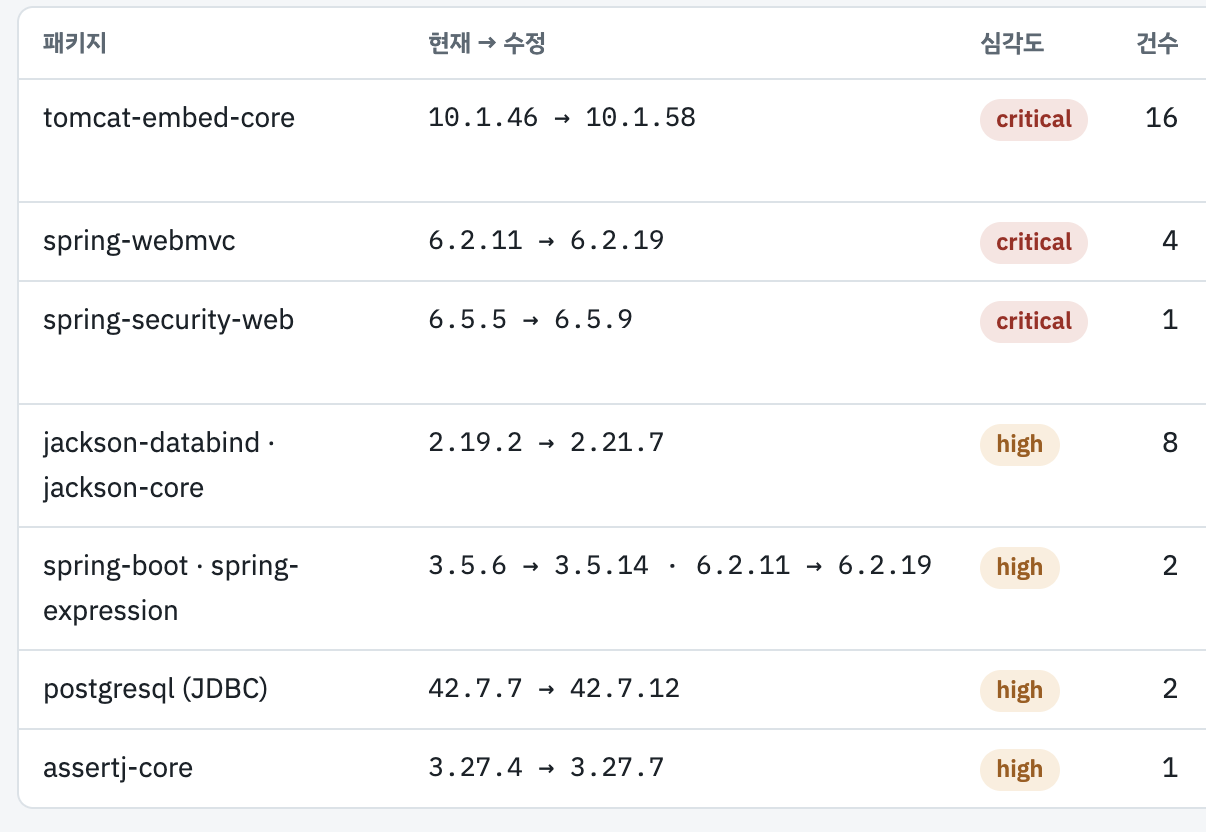 패키지 현재 → 수정 심각도 건수
tomcat-embed-core 10.1.46 → 10.1.58 critical 16
spring-webmvc 6.2.11 → 6.2.19 critical 4
spring-security-web 6.5.5 → 6.5.9 critical 1
jackson-databind · 2.19.2 → 2.21.7 high 8
jackson-core
spring-boot · spring- 3.5.6 → 3.5.14 · 6.2.11 → 6.2.19 high 2
expression
postgresql (JDBC) 42.7.7 → 42.7.12 high 2
assertj-core 3.27.4 → 3.27.7 high 1